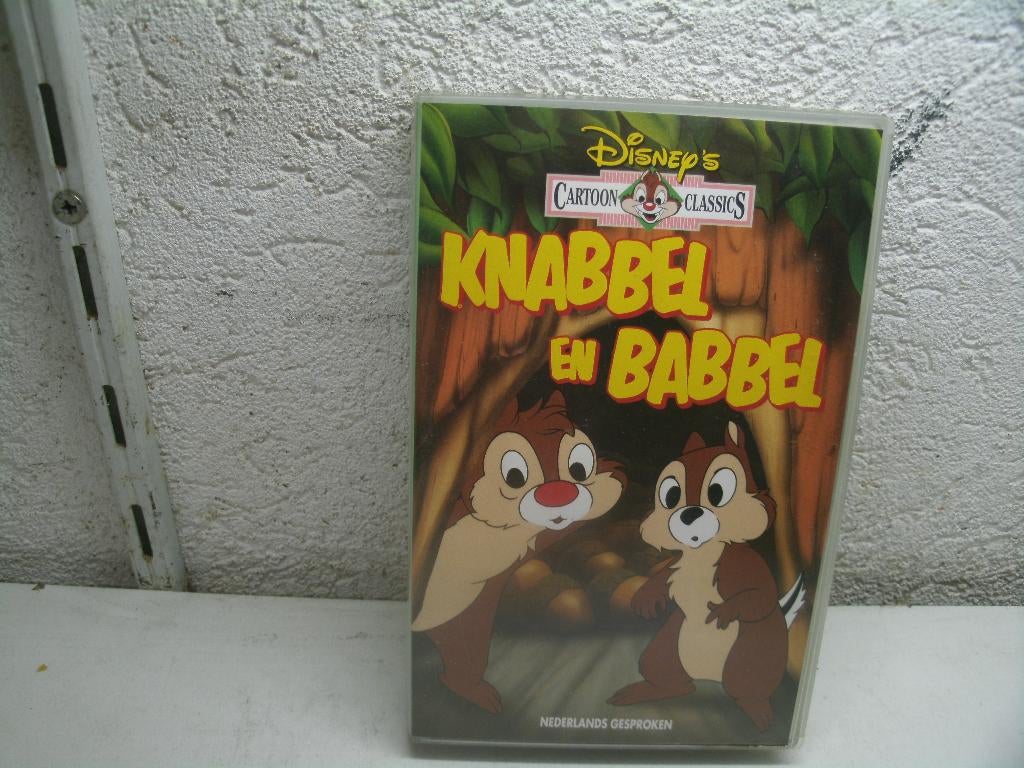 DISNEY'S
CARTOON CLASSICS
KNABBEL
EN BABBEL
NEDERLANDS GESPROKEN